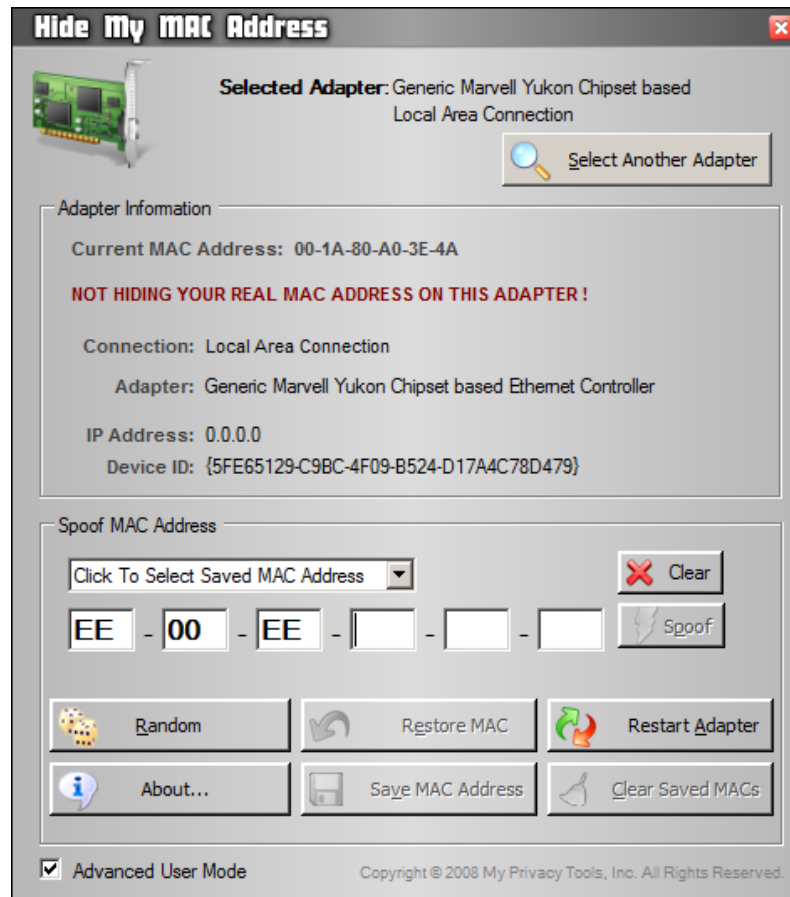 Hide My MAC Address
Selected Adapter: Generic Marvell Yukon Chipset based
Local Area Connection
Select Another Adapter
Adapter Information
Current MAC Address: 00-1A-80-A0-3E-4A
NOT HIDING YOUR REAL MAC ADDRESS ON THIS ADAPTER !
Connection: Local Area Connection
Adapter: Generic Marvell Yukon Chipset based Ethernet Controller
IP Address: 0.0.0.0
Device ID: {5FE65129-C9BC-4F09-B524-D17A4C78D479}
Spoof MAC Address
Click To Select Saved MAC Address
Clear
EE - 00 - EE - - -
Spoof
Random
Restore MAC
Restart Adapter
About...
Save MAC Address
Clear Saved MACs
Advanced User Mode
Copyright © 2008 My Privacy Tools, Inc. All Rights Reserved.